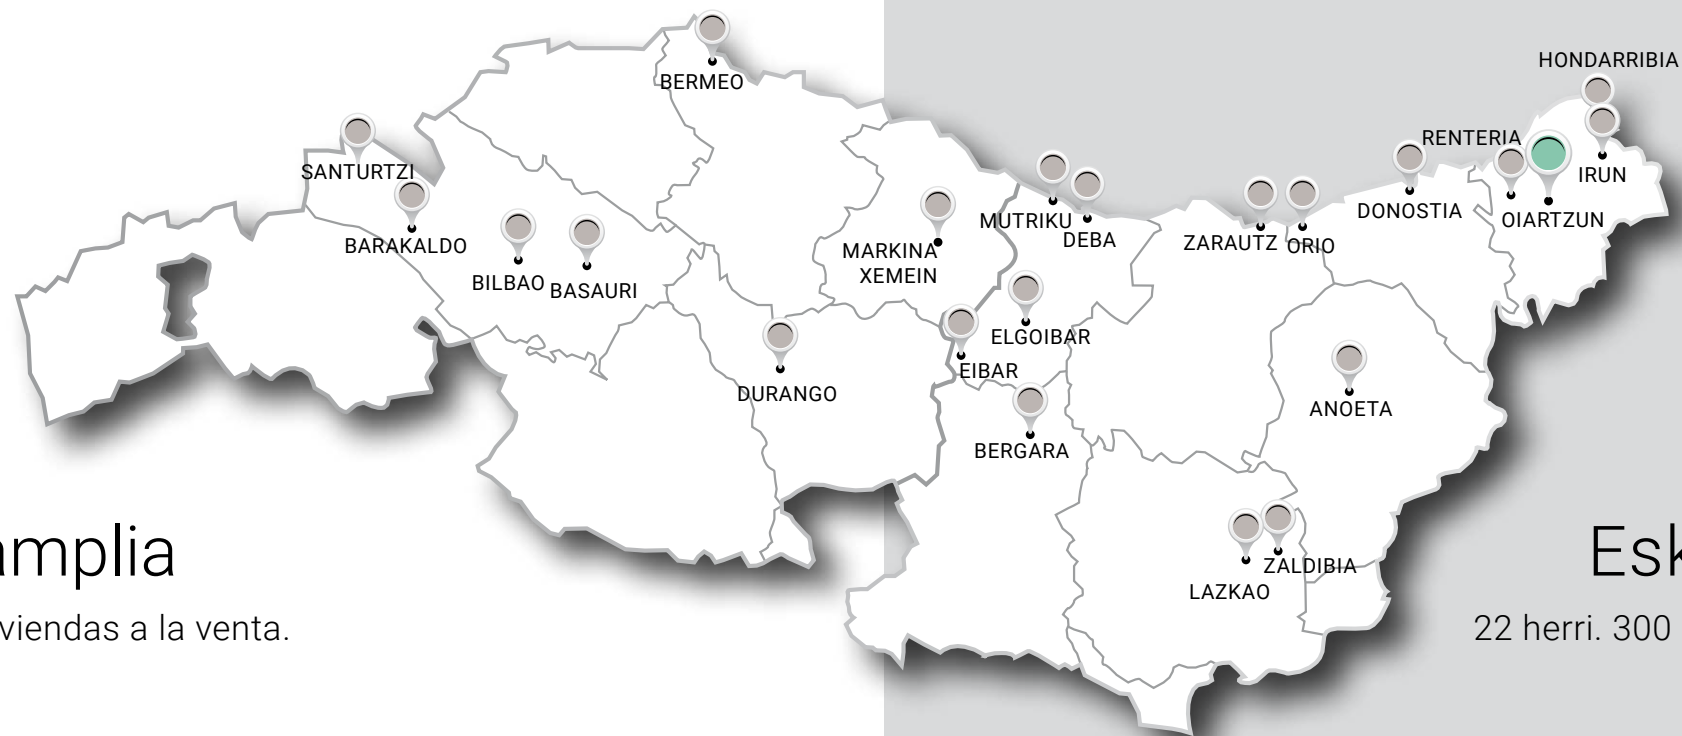 HONDARRIBIA
BERMEO
RENTERIA
SANTURTZI
IRUN
MUTRIKU
DONOSTIA
OIARTZUN
BARAKALDO
DEBA
ZARAUTZ
ORIO
MARKINA
XEMEIN
BILBAO
BASAURI
ELGOIBAR
EIBAR
DURANGO
ANOETA
BERGARA
amplia
Esk
ZALDIBIA
LAZKAO
viendas a la venta.
22 herri. 300